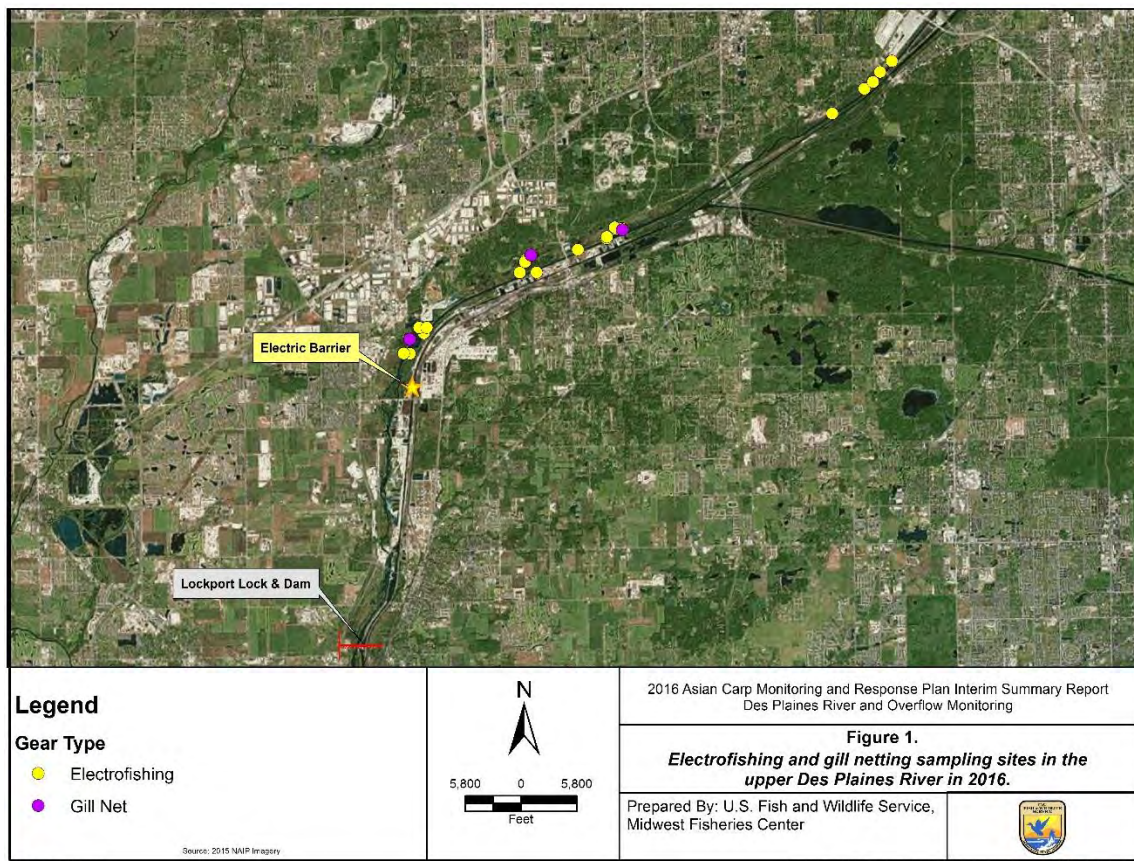 Electric Barrier
Lockport Lock & Dam
Legend
Gear Type
Electrofishing
Gill Net
Source: 2015 NAIP Imagery
N
5,800 0 5,800
Feet
2016 Asian Carp Monitoring and Response Plan Interim Summary Report
Des Plaines River and Overflow Monitoring
Figure 1.
Electrofishing and gill netting sampling sites in the
upper Des Plaines River in 2016.
Prepared By: U.S. Fish and Wildlife Service,
Midwest Fisheries Center